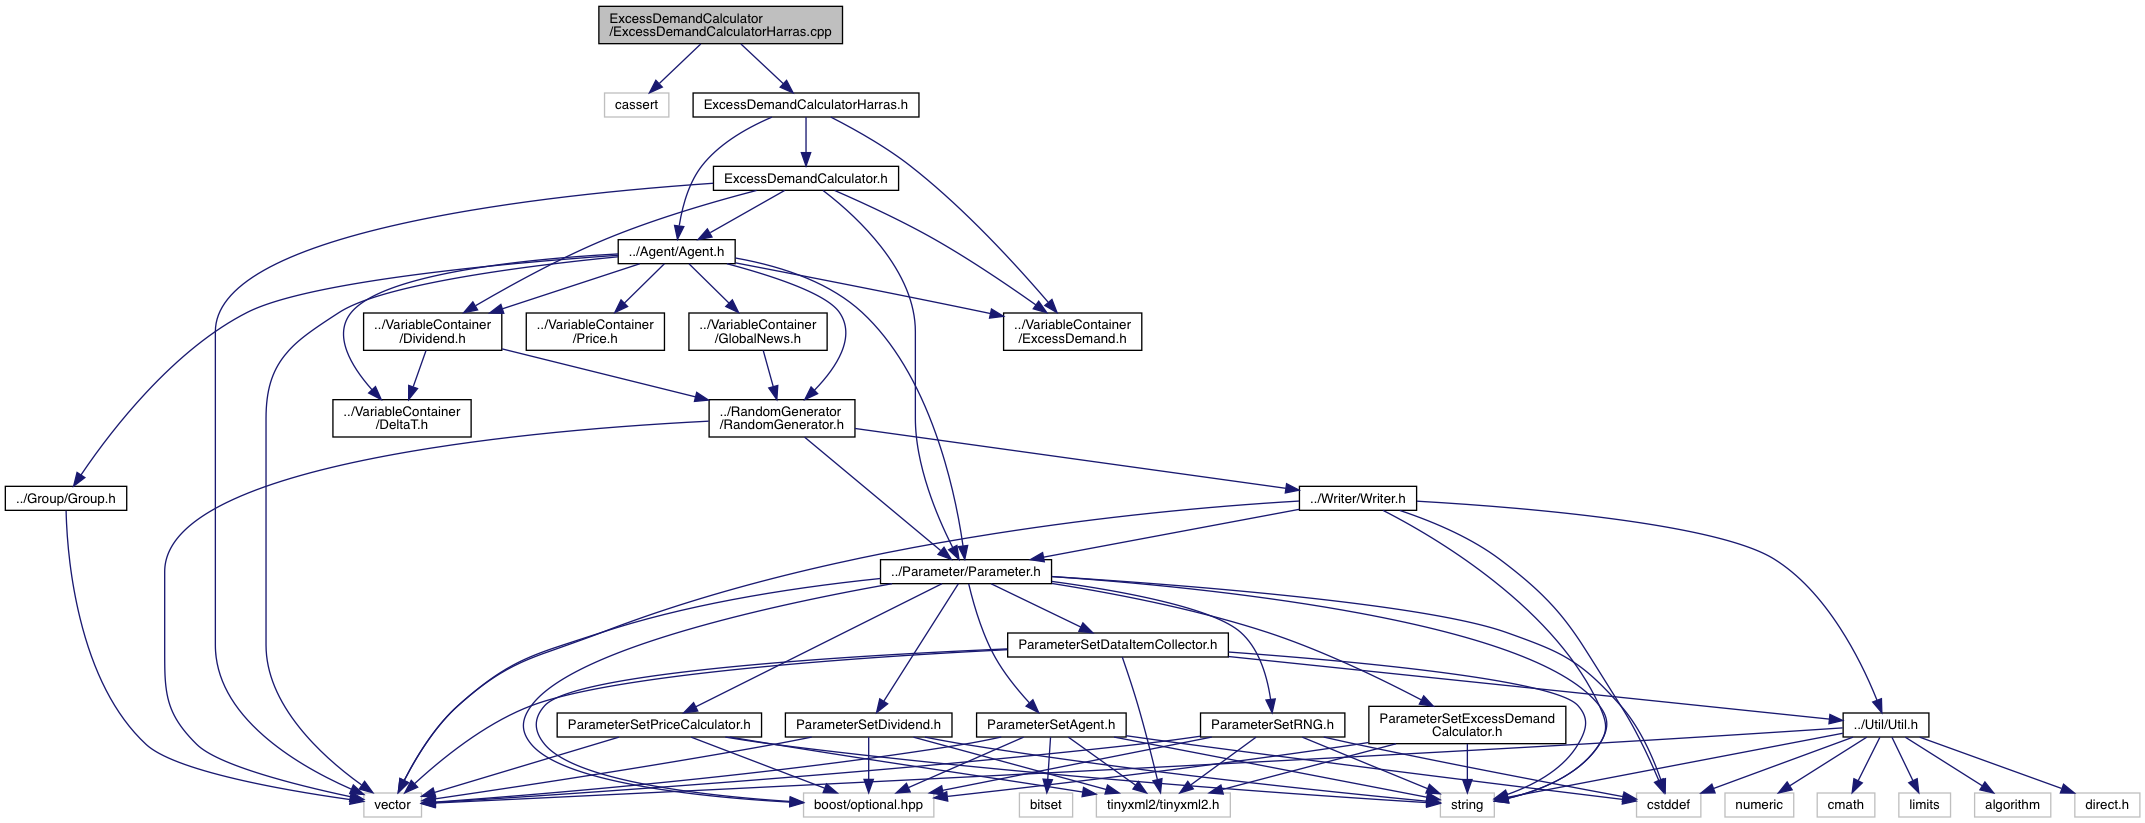 ExcessDemandCalculator
/ExcessDemandCalculatorHarras.cpp
cassert
ExcessDemandCalculatorHarras.h
ExcessDemandCalculator.h
../Agent/Agent.h
../VariableContainer
/Dividend.h
../VariableContainer
/Price.h
../VariableContainer
/GlobalNews.h
../VariableContainer
/ExcessDemand.h
../VariableContainer
/DeltaT.h
../RandomGenerator
/RandomGenerator.h
../Group/Group.h
../Writer/Writer.h
../Parameter/Parameter.h
ParameterSetDataItemCollector.h
ParameterSetPriceCalculator.h
ParameterSetDividend.h
ParameterSetAgent.h
ParameterSetRNG.h
ParameterSetExcessDemand
Calculator.h
../Util/Util.h
vector
boost/optional.hpp
bitset
tinyxml2/tinyxml2.h
string
cstddef
numeric
cmath
limits
algorithm
direct.h